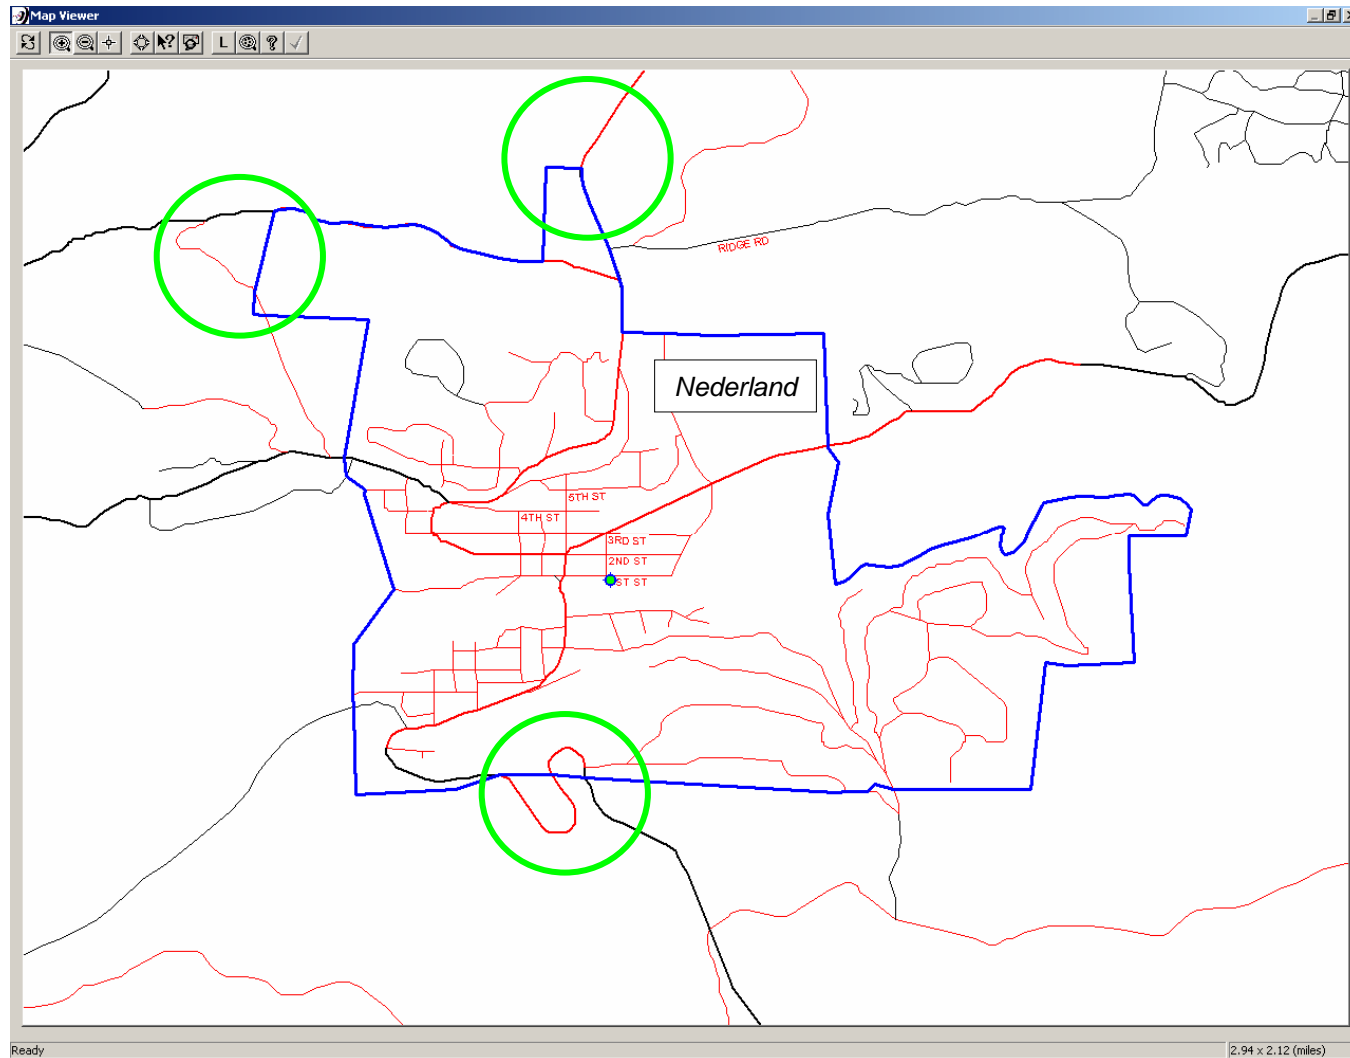 Map Viewer
L
RIDGE RD
Nederland
5TH ST
4TH ST
3RD ST
2ND ST
ST ST
Ready
2.94 x 2.12 (miles)